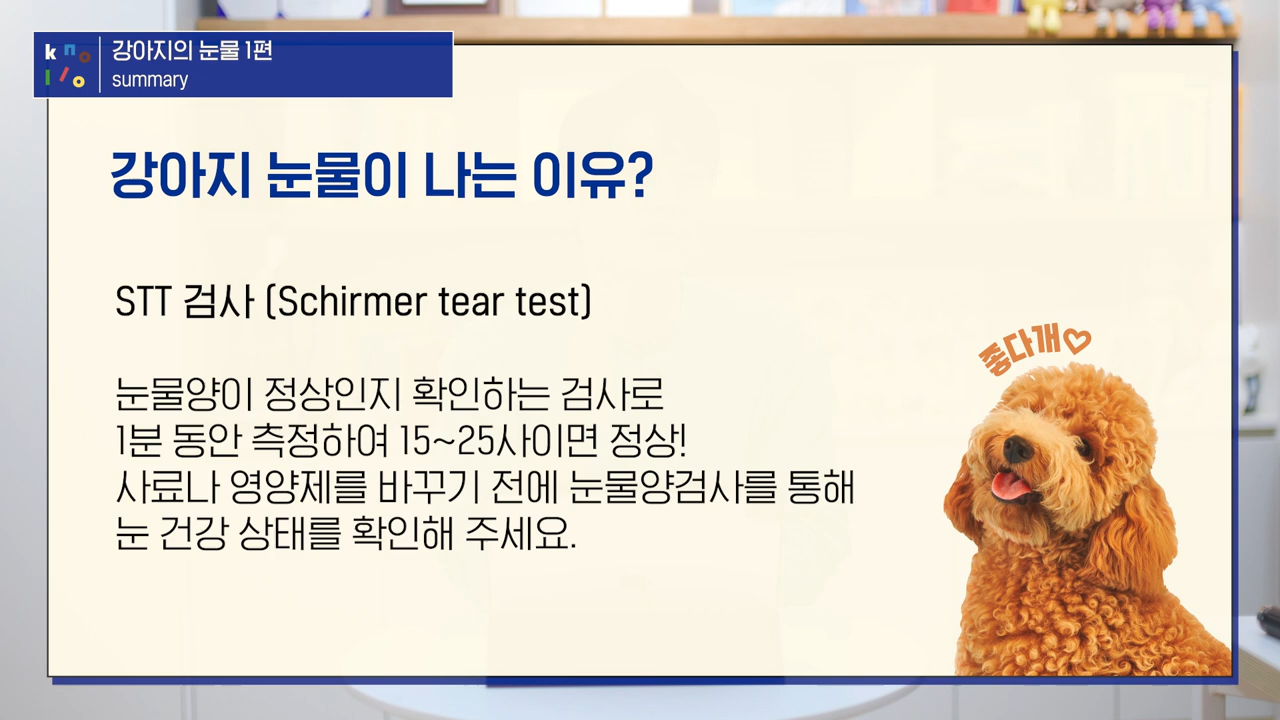 kno
l/o
강아지의 눈물 1편
summary
강아지 눈물이 나는 이유?
STT 검사 (Schirmer tear test)
눈물양이 정상인지 확인하는 검사로
1분 동안 측정하여 15~25사이면 정상!
사료나 영양제를 바꾸기 전에 눈물양검사를 통해
눈 건강 상태를 확인해 주세요.
좋다개♡